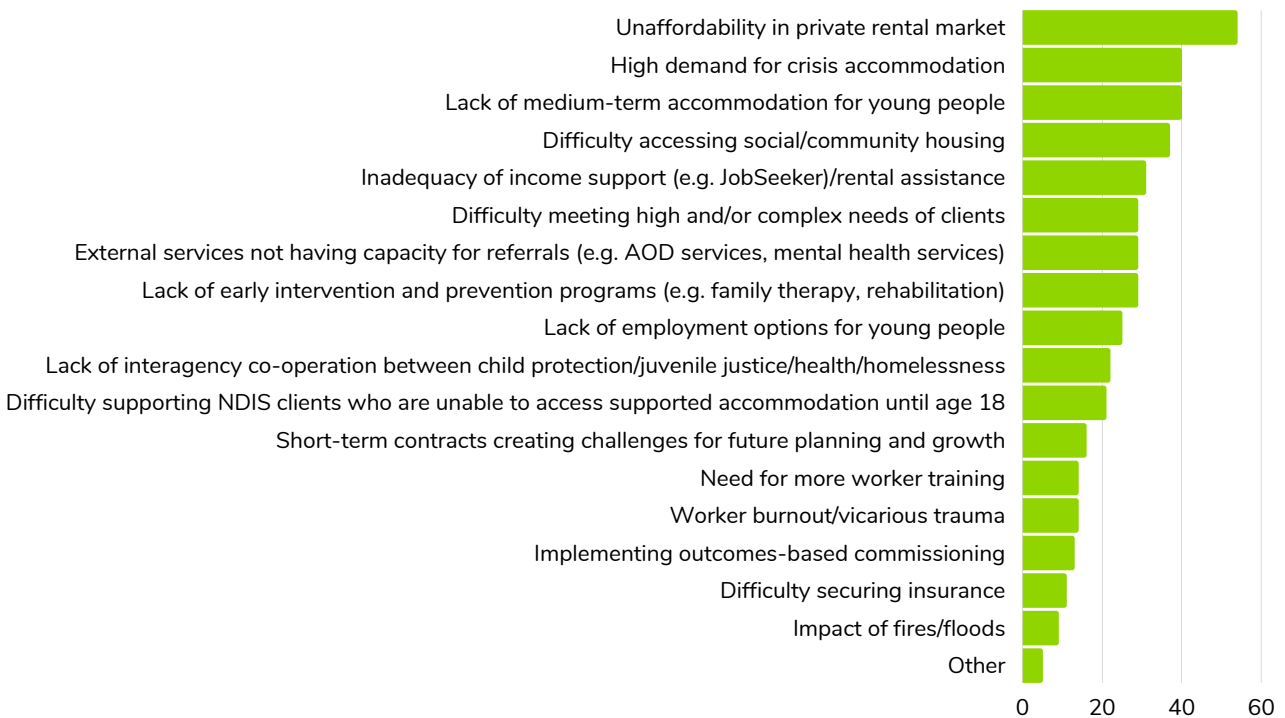 Unaffordability in private rental market
High demand for crisis accommodation
Lack of medium-term accommodation for young people
Difficulty accessing social/community housing
Inadequacy of income support (e.g. JobSeeker)/rental assistance
Difficulty meeting high and/or complex needs of clients
External services not having capacity for referrals (e.g. AOD services, mental health services)
Lack of early intervention and prevention programs (e.g. family therapy, rehabilitation)
Lack of employment options for young people
Lack of interagency co-operation between child protection/juvenile justice/health/homelessness
Difficulty supporting NDIS clients who are unable to access supported accommodation until age 18
Short-term contracts creating challenges for future planning and growth
Need for more worker training
Worker burnout/vicarious trauma
Implementing outcomes-based commissioning
Difficulty securing insurance
Impact of fires/floods
Other
0 20 40 60